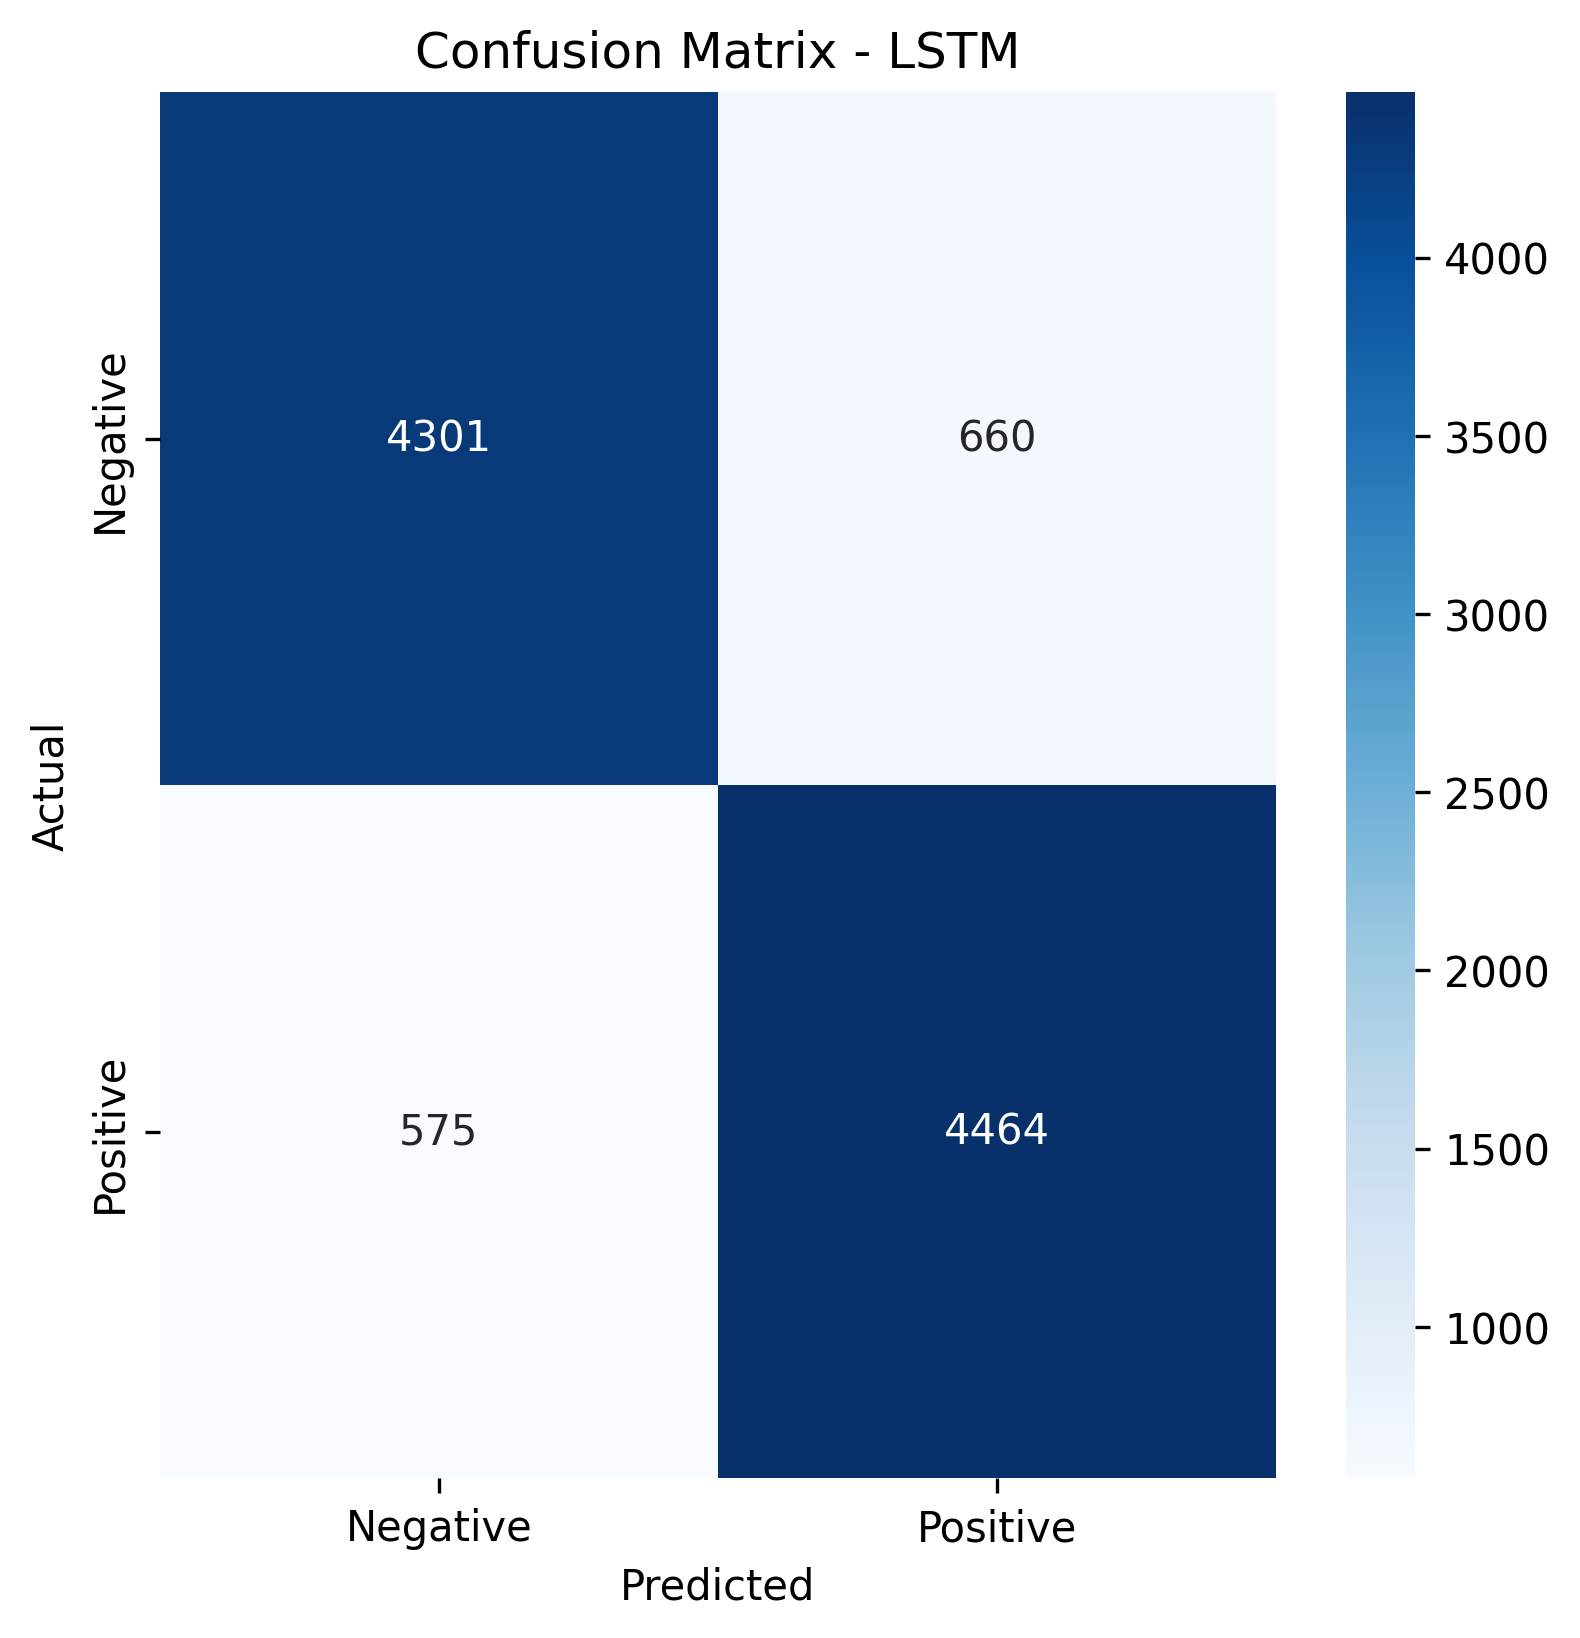 Confusion Matrix - LSTM
Actual
Negative
4301
660
Positive
575
4464
Negative
Positive
Predicted
4000
3500
3000
2500
2000
1500
1000